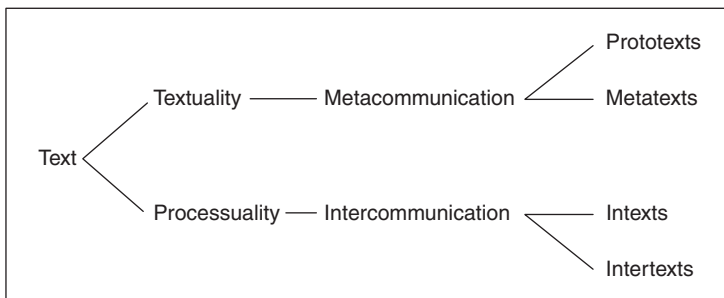 Prototexts
Textuality Metacommunication Metatexts
Text
Processuality Intercommunication Intexts
Intertexts